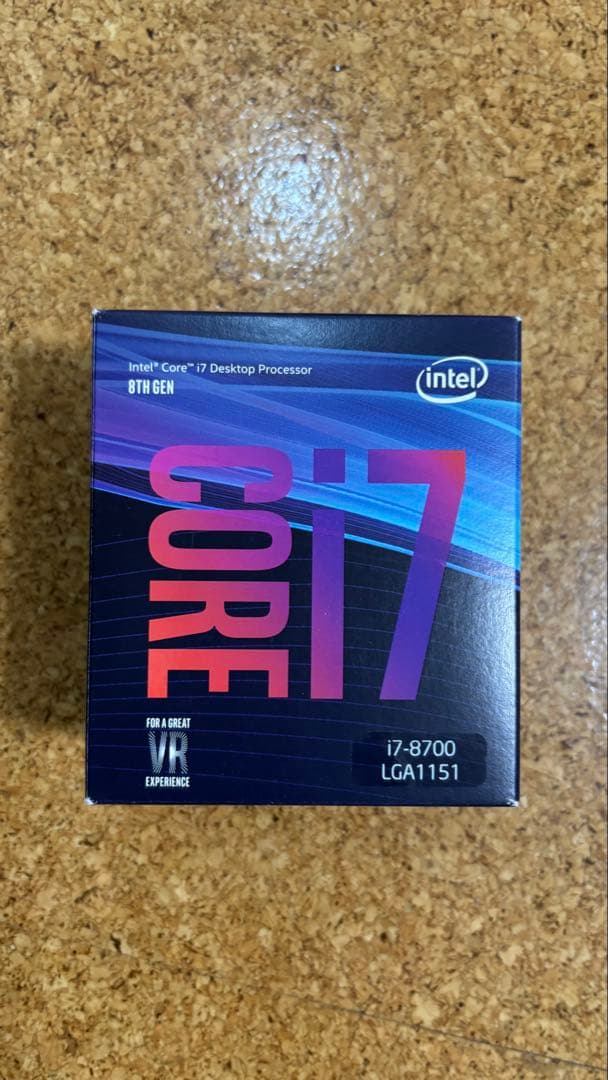 Intel® Core™ i7 Desktop Processor
8TH GEN
intel®
CORE i7
FOR A GREAT
VR
EXPERIENCE
i7-8700
LGA1151